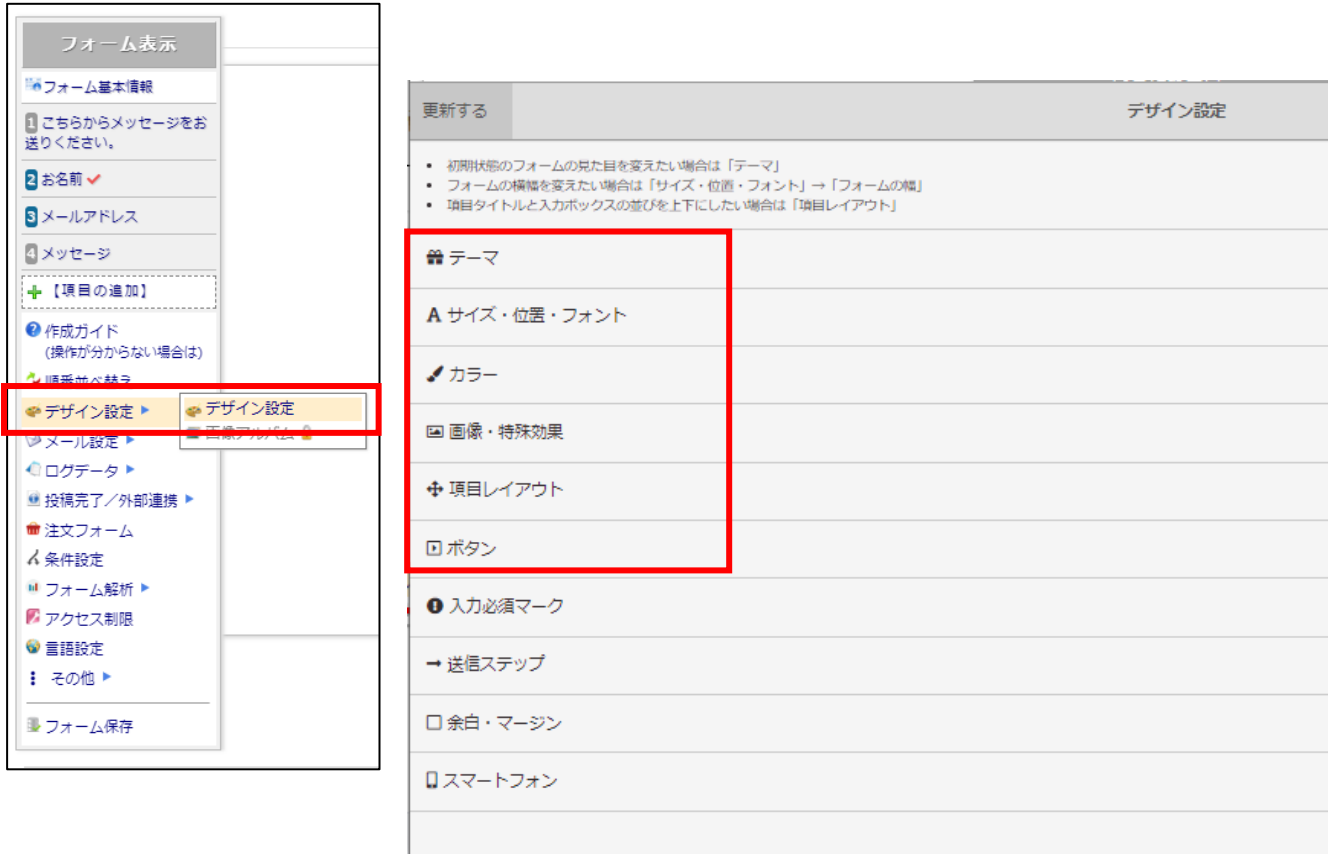 フォーム表示
フォーム基本情報
1 こちらからメッセージをお
送りください。
2 お名前
3 メールアドレス
4 メッセージ
【項目の追加】
作成ガイド
(操作が分からない場合は)
順番並べ替え
デザイン設定
デザイン設定
画像アルバム
メール設定
ログデータ
投稿完了／外部連携
注文フォーム
条件設定
フォーム解析
アクセス制限
言語設定
その他
フォーム保存
更新する
デザイン設定
• 初期状態のフォームの見た目を変えたい場合は「テーマ」
• フォームの横幅を変えたい場合は「サイズ・位置・フォント」→「フォームの幅」
• 項目タイトルと入力ボックスの並びを上下にしたい場合は「項目レイアウト」
テーマ
サイズ・位置・フォント
カラー
画像・特殊効果
項目レイアウト
ボタン
入力必須マーク
送信ステップ
余白・マージン
スマートフォン